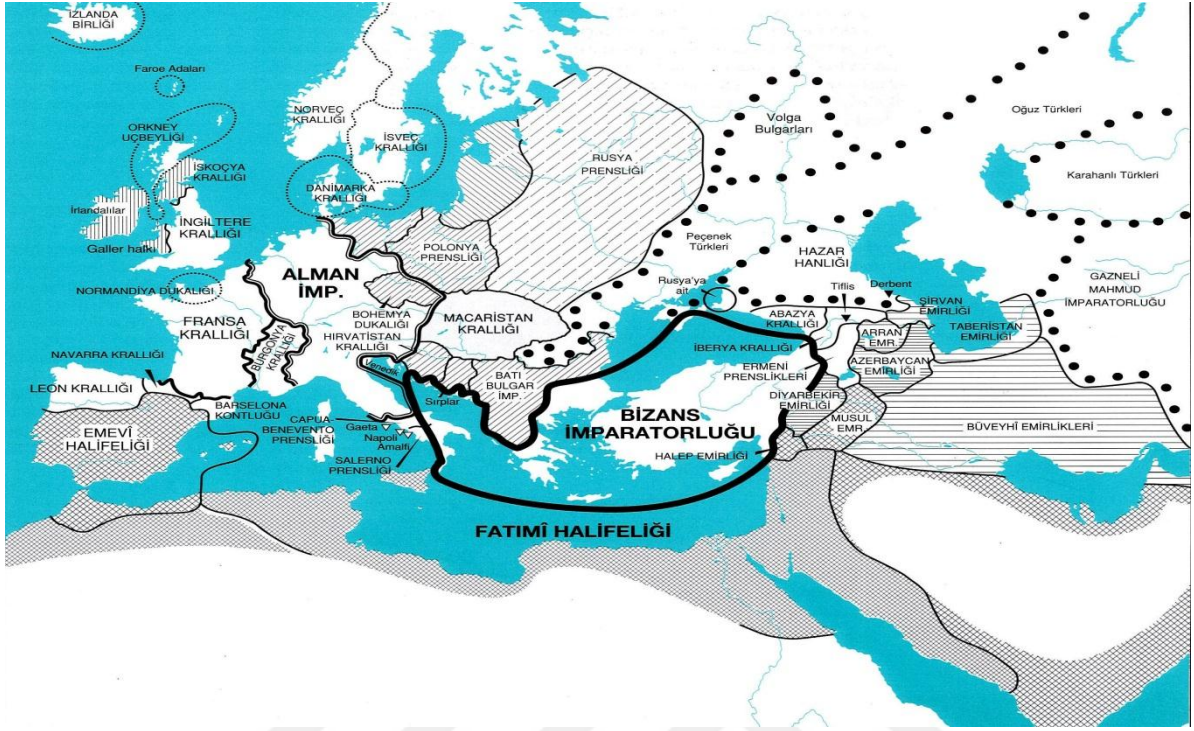 İZLANDA
BİRLİĞİ
Faroe Adaları
ORKNEY
UÇBEYLİĞİ
İSKOÇYA
KRALLIĞI
İrlandalılar
İNGİLTERE
KRALLIĞI
Galler halkı
NORVEÇ
KRALLIĞI
İSVEÇ
KRALLIĞI
DANİMARKA
KRALLIĞI
RUSYA
PRENSLİĞİ
Volga
Bulgarları
Oğuz Türkleri
Karahanlı Türkleri
POLONYA
PRENSLİĞİ
Peçenek
Türkleri
HAZAR
HANLIĞI
GAZNELİ
MAHMUD
İMPARATORLUĞU
NORMANDİYA DUKALIĞI
ALMAN
İMP.
Rusya'ya
ait
Tiflis
Derbent
FRANSA
KRALLIĞI
BURGONYA
KRALLIĞI
BOHEMYA
DUKALIĞI
MACARİSTAN
KRALLIĞI
HIRVATİSTAN
KRALLIĞI
ABAZYA
KRALLIĞI
ŞİRVAN
EMİRLİĞİ
ARRAN
EMR.
TABERİSTAN
EMİRLİĞİ
NAVARRA KRALLIĞI
LEON KRALLIĞI
Venedik
İBERYA KRALLIĞI
AZERBAYCAN
EMİRLİĞİ
ERMENİ
PRENSLİKLERİ
BATI
BULGAR
İMP.
Sırplar
DİYARBEKİR
EMİRLİĞİ
BARSELONA
KONTLUĞU
CAPUA-
BENEVENTO
PRENSLİĞİ
Gaeta
Napoli
Amalfi
SALERNO
PRENSLİĞİ
EMEVÎ
HALİFELİĞİ
BİZANS
İMPARATORLUĞU
MUSUL
EMR.
BÜVEYHÎ EMİRLİKLERİ
HALEP EMİRLİĞİ
FATIMÎ HALİFELİĞİ